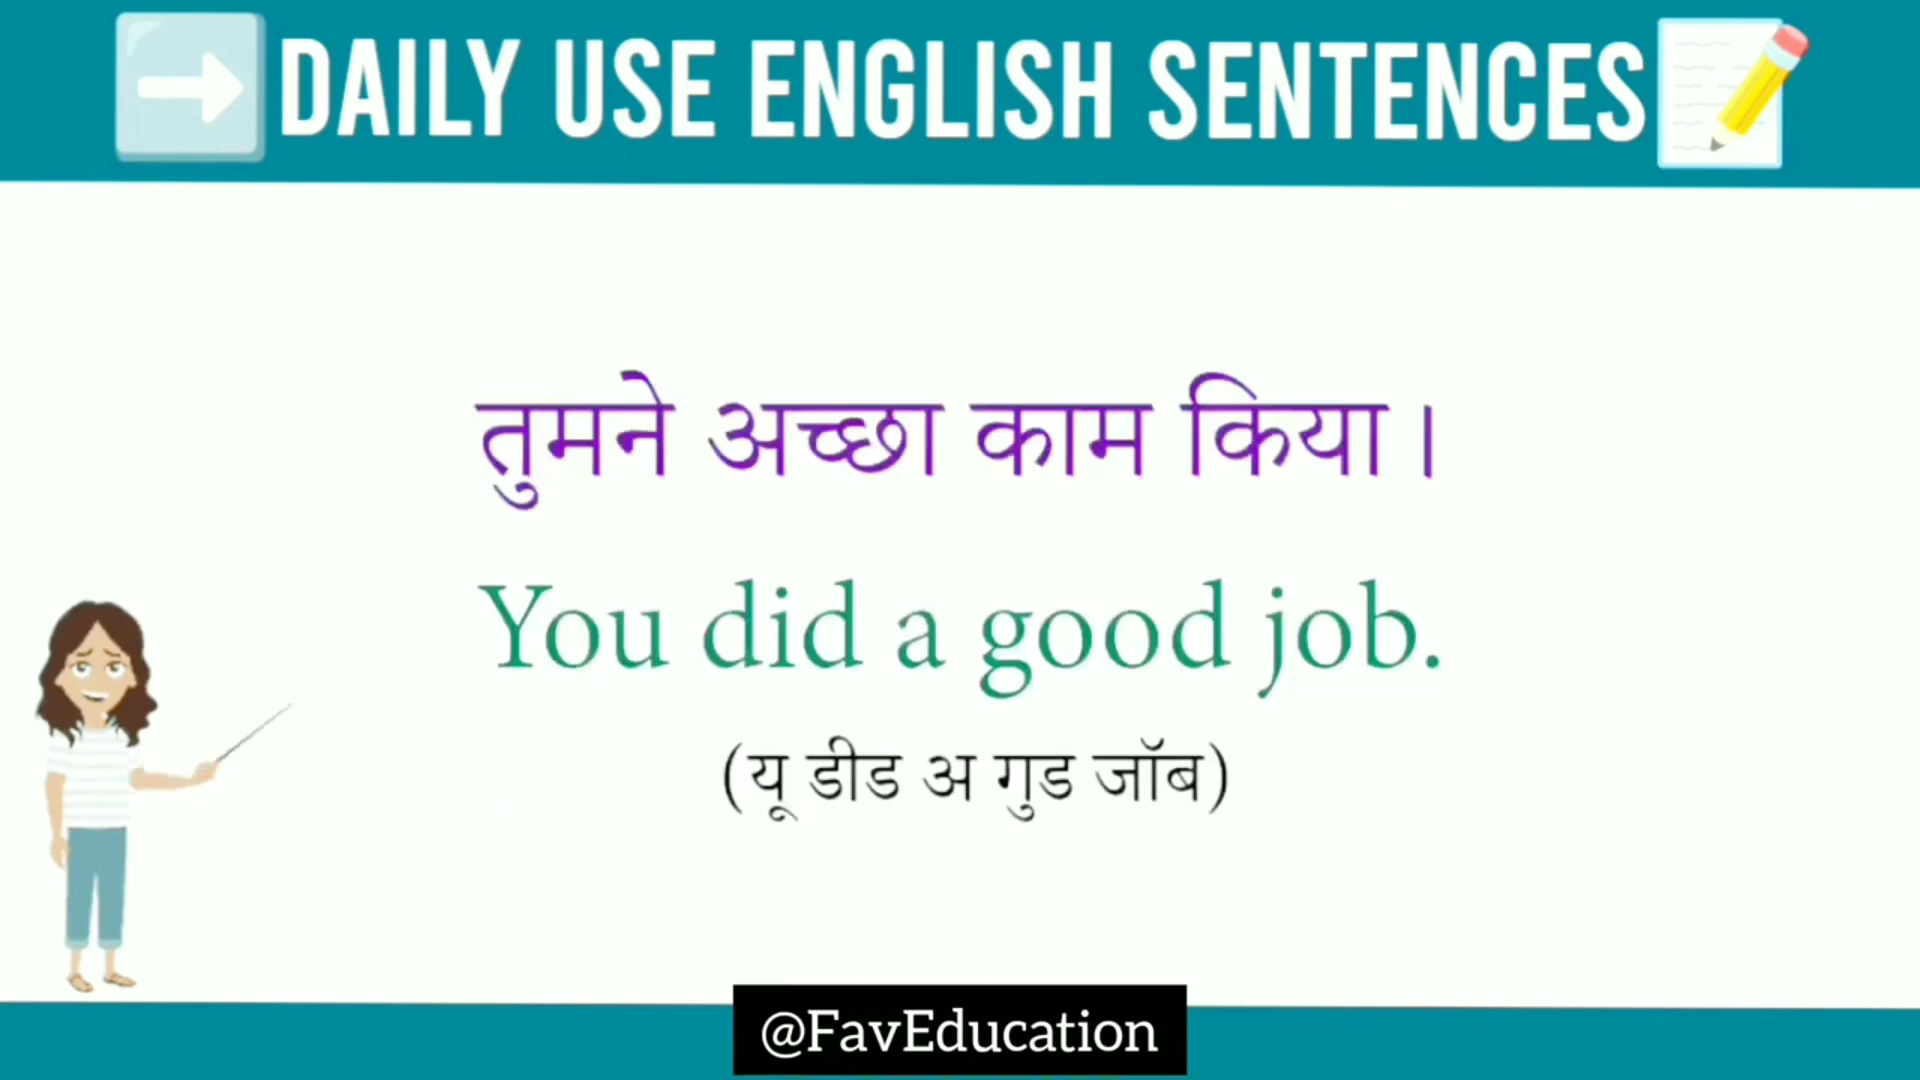 DAILY USE ENGLISH SENTENCES
तुमने अच्छा काम किया।
You did a good job.
(यू डीड अ गुड जॉब)
@FavEducation